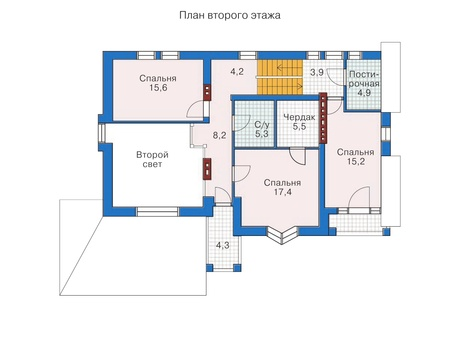 План второго этажа
Спальня
15,6
4,2
3,9
Пости-
рочная
4,9
8,2
С/у
5,3
Чердак
5,5
Второй
свет
Спальня
15,2
Спальня
17,4
4,3